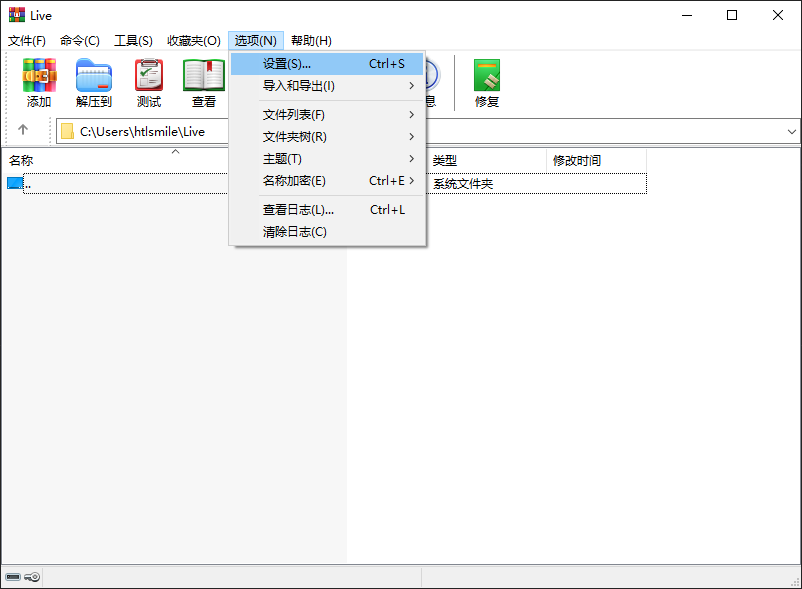 Live
文件(F) 命令(C) 工具(S) 收藏夹(O) 选项(N) 帮助(H)
设置(S)... Ctrl+S
导入和导出(I)
文件列表(F)
文件夹树(R)
主题(T)
名称加密(E) Ctrl+E
查看日志(L)... Ctrl+L
清除日志(C)
添加 解压到 测试 查看 息 修复
C:\Users\htlsmile\Live
名称 类型 修改时间
.. 系统文件夹